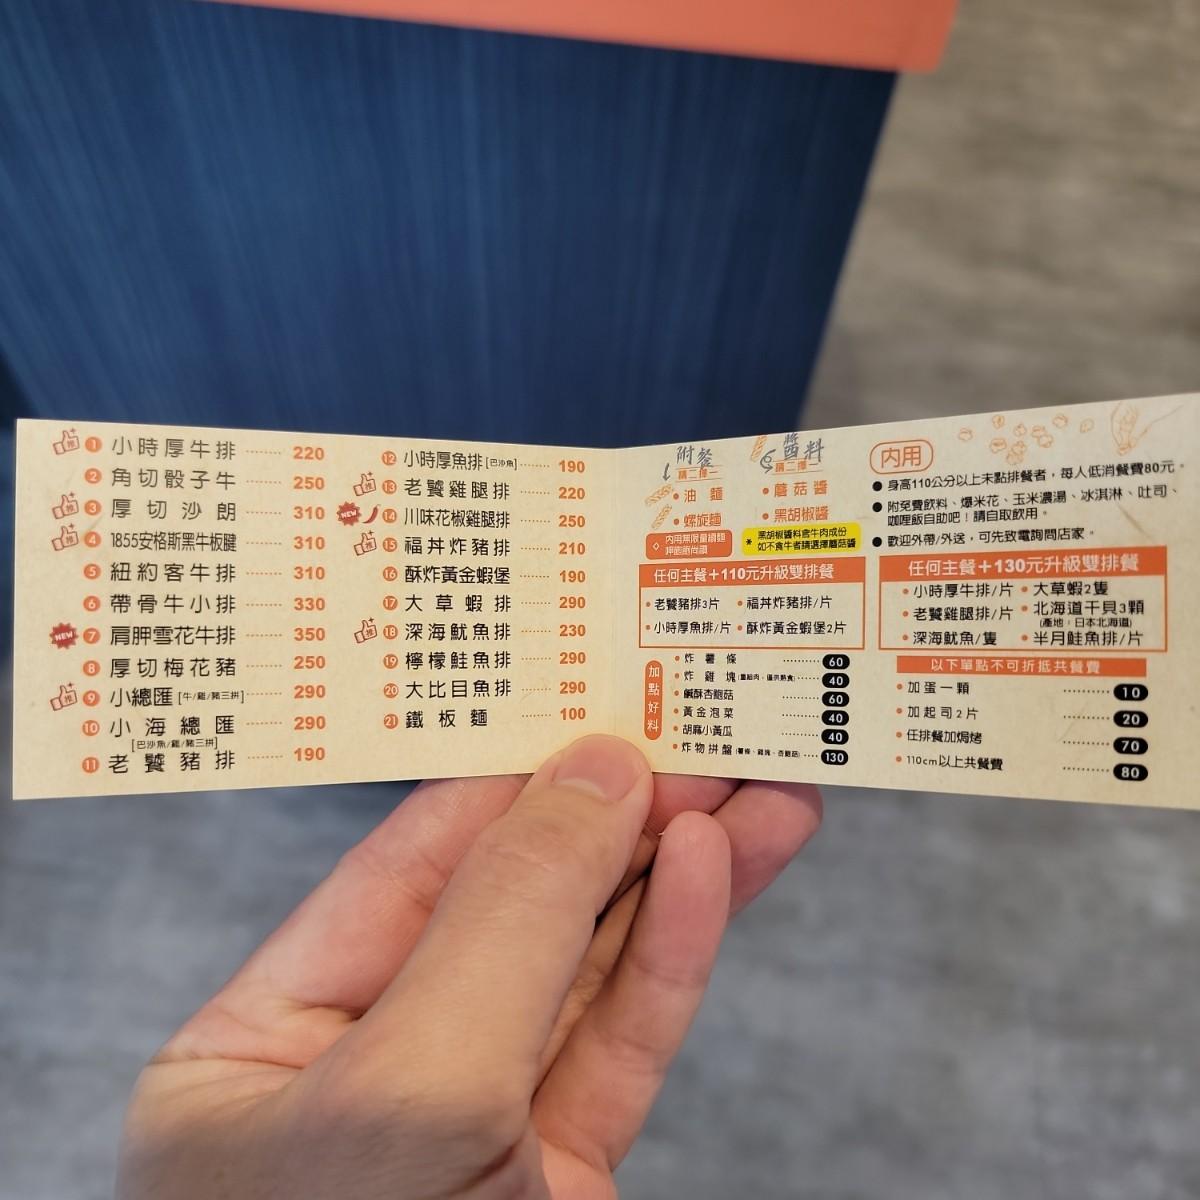 推 1 小時厚牛排 220
2 角切骰子牛 250
推 3 厚切沙朗 310
推 4 1855安格斯黑牛板腱 310
5 紐約客牛排 310
6 帶骨牛小排 330
NEW 7 肩胛雪花牛排 350
8 厚切梅花豬 250
推 9 小總匯 [牛/雞/豬三拼] 290
10 小海總匯 290
[巴沙魚/雞/豬三拼]
11 老饕豬排 190
12 小時厚魚排 [巴沙魚] 190
推 13 老饕雞腿排 220
NEW 14 川味花椒雞腿排 250
推 15 福丼炸豬排 210
16 酥炸黃金蝦堡 190
17 大草蝦排 290
推 18 深海魷魚排 230
19 檸檬鮭魚排 290
20 大比目魚排 290
21 鐵板麵 100
附餐
請二擇一
• 油麵
• 螺旋麵
醬料
請二擇一
• 蘑菇醬
• 黑胡椒醬
內用無限量續麵
* 黑胡椒醬料含牛肉成份
如不食牛者請選擇蘑菇醬
任何主餐+110元升級雙排餐
• 老饕豬排3片 • 福丼炸豬排/片
• 小時厚魚排/片 • 酥炸黃金蝦堡2片
加點好料
• 炸薯條 60
• 炸雞塊 40
• 鹹酥杏鮑菇 60
• 黃金泡菜 40
• 胡麻小黃瓜 40
• 炸物拼盤 (薯條、雞塊、杏鮑菇) 130
內用
● 身高110公分以上未點排餐者，每人低消餐費80元。
● 附免費飲料、爆米花、玉米濃湯、冰淇淋、吐司、
咖哩飯自助吧！請自取飲用。
● 歡迎外帶/外送，可先致電詢問店家。
任何主餐+130元升級雙排餐
• 小時厚牛排/片 • 大草蝦2隻
• 老饕雞腿排/片 • 北海道干貝3顆
(產地：日本北海道)
• 深海魷魚/隻 • 半月鮭魚排/片
以下單點不可折抵共餐費
• 加蛋一顆 10
• 加起司2片 20
• 任排餐加焗烤 70
• 110cm以上共餐費 80